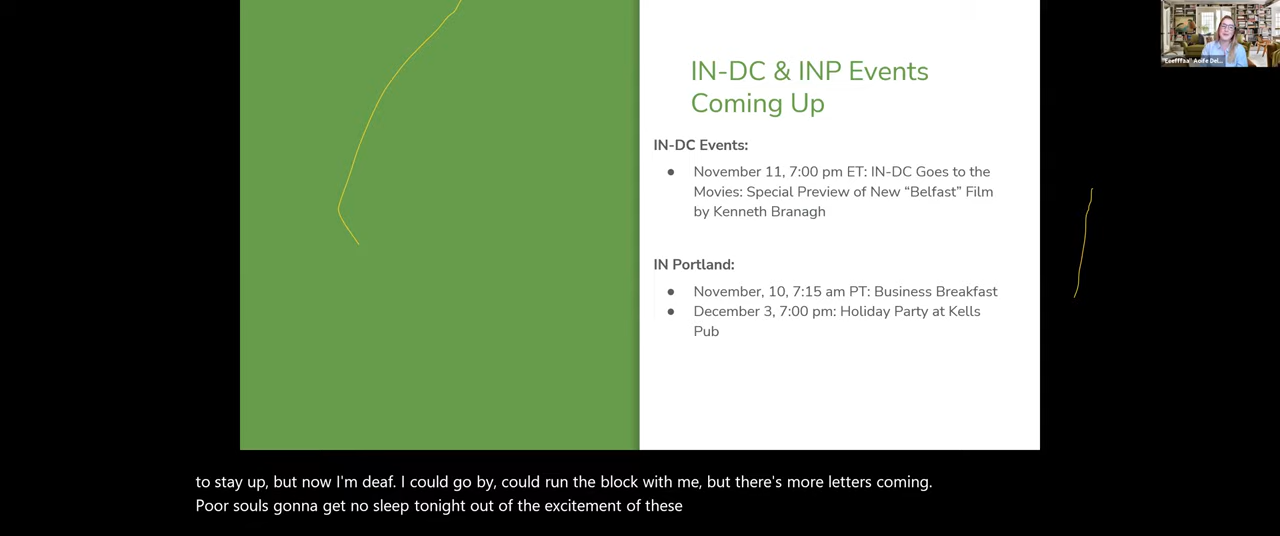 IN-DC & INP Events
Coming Up
IN-DC Events:
● November 11, 7:00 pm ET: IN-DC Goes to the
Movies: Special Preview of New “Belfast” Film
by Kenneth Branagh
IN Portland:
● November, 10, 7:15 am PT: Business Breakfast
● December 3, 7:00 pm: Holiday Party at Kells
Pub
to stay up, but now I'm deaf. I could go by, could run the block with me, but there's more letters coming.
Poor souls gonna get no sleep tonight out of the excitement of these